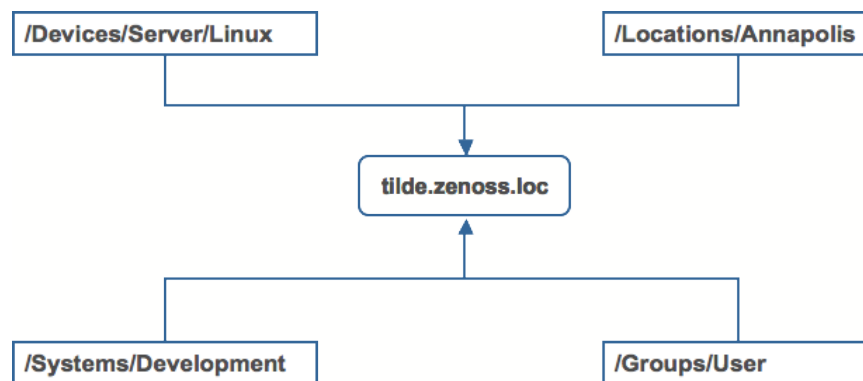 /Devices/Server/Linux
/Locations/Annapolis
tilde.zenoss.loc
/Systems/Development
/Groups/User